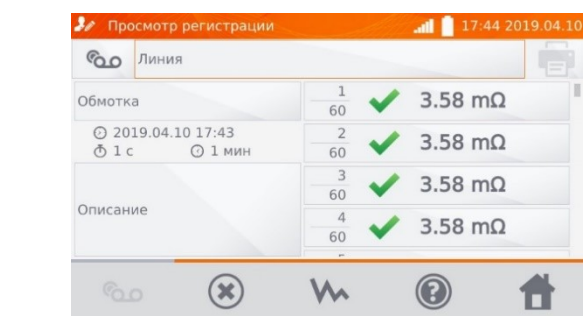 Просмотр регистрации
17:44 2019.04.10
Линия
Обмотка
2019.04.10 17:43
1 с 1 мин
Описание
1
60
3.58 mΩ
2
60
3.58 mΩ
3
60
3.58 mΩ
4
60
3.58 mΩ